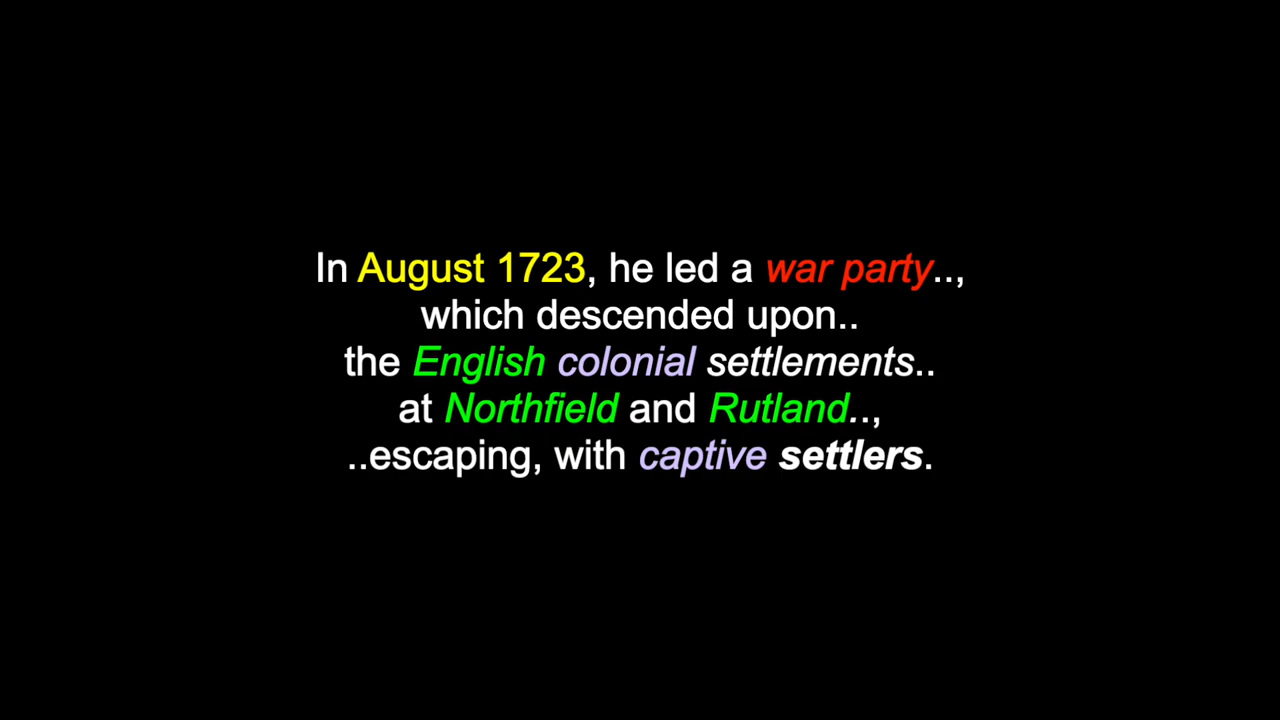 In August 1723, he led a war party..,
which descended upon..
the English colonial settlements..
at Northfield and Rutland..,
..escaping, with captive settlers.